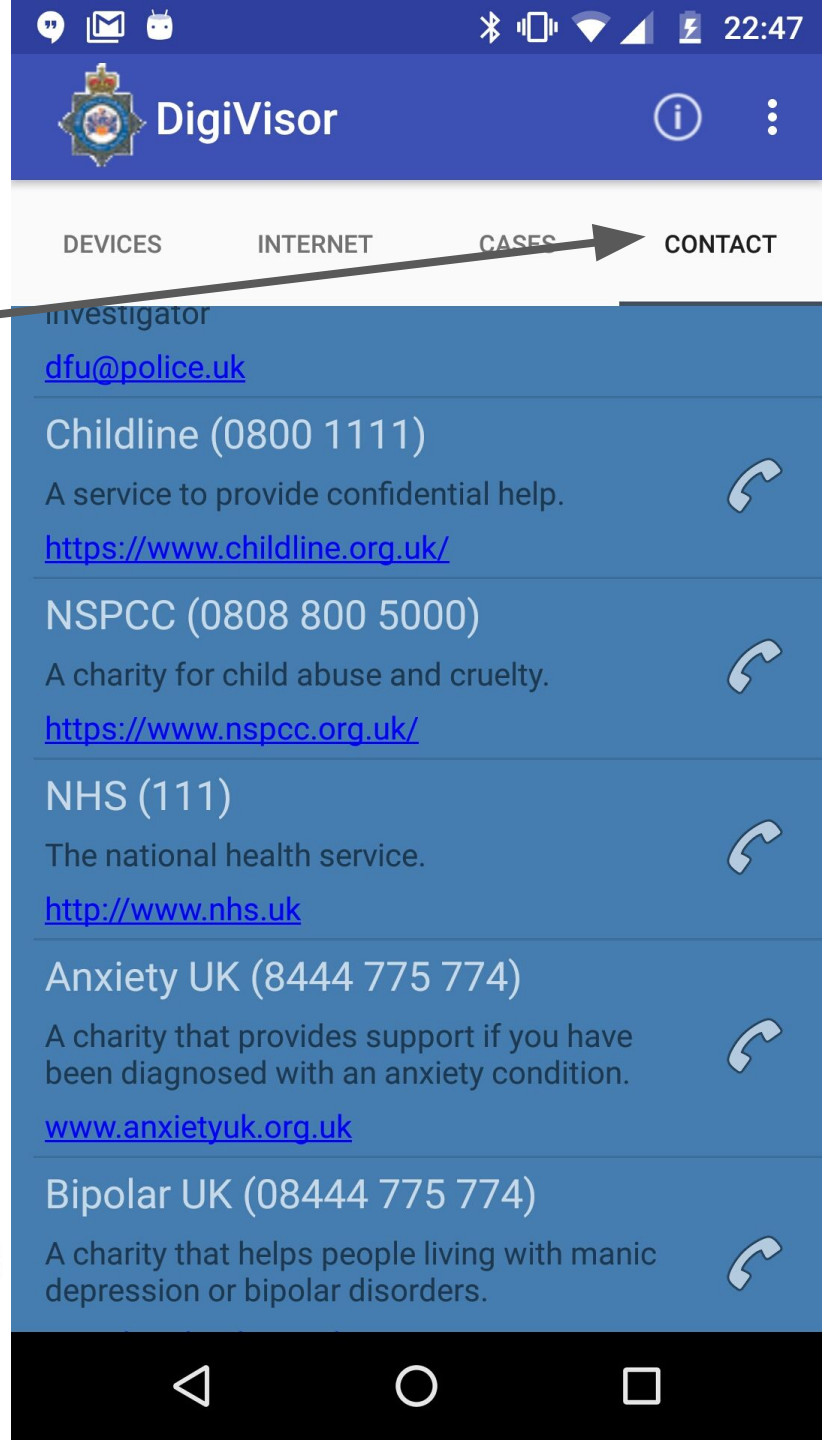 22:47
DigiVisor
DEVICES INTERNET CASES CONTACT
investigator
dfu@police.uk
Childline (0800 1111)
A service to provide confidential help.
https://www.childline.org.uk/
NSPCC (0808 800 5000)
A charity for child abuse and cruelty.
https://www.nspcc.org.uk/
NHS (111)
The national health service.
http://www.nhs.uk
Anxiety UK (8444 775 774)
A charity that provides support if you have
been diagnosed with an anxiety condition.
www.anxietyuk.org.uk
Bipolar UK (08444 775 774)
A charity that helps people living with manic
depression or bipolar disorders.